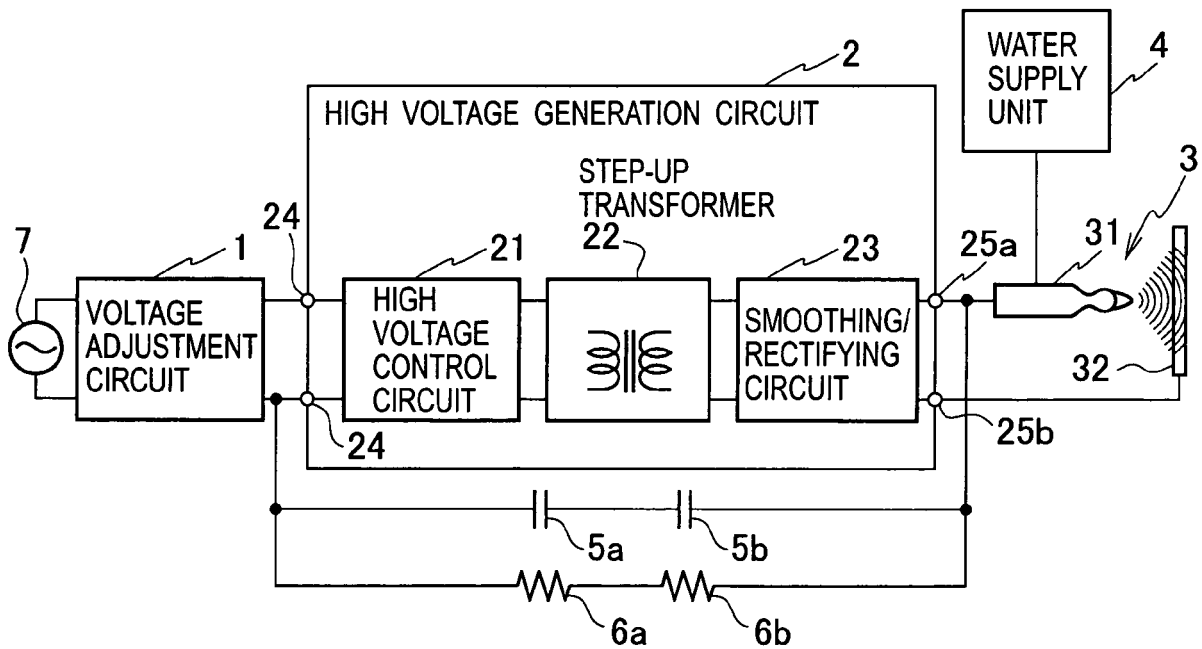 2
WATER
SUPPLY
UNIT
4
HIGH VOLTAGE GENERATION CIRCUIT
STEP-UP
TRANSFORMER
3
7
1
24
21
22
23
25a
31
VOLTAGE
ADJUSTMENT
CIRCUIT
HIGH
VOLTAGE
CONTROL
CIRCUIT
SMOOTHING/
RECTIFYING
CIRCUIT
32
24
25b
5a
5b
6a
6b